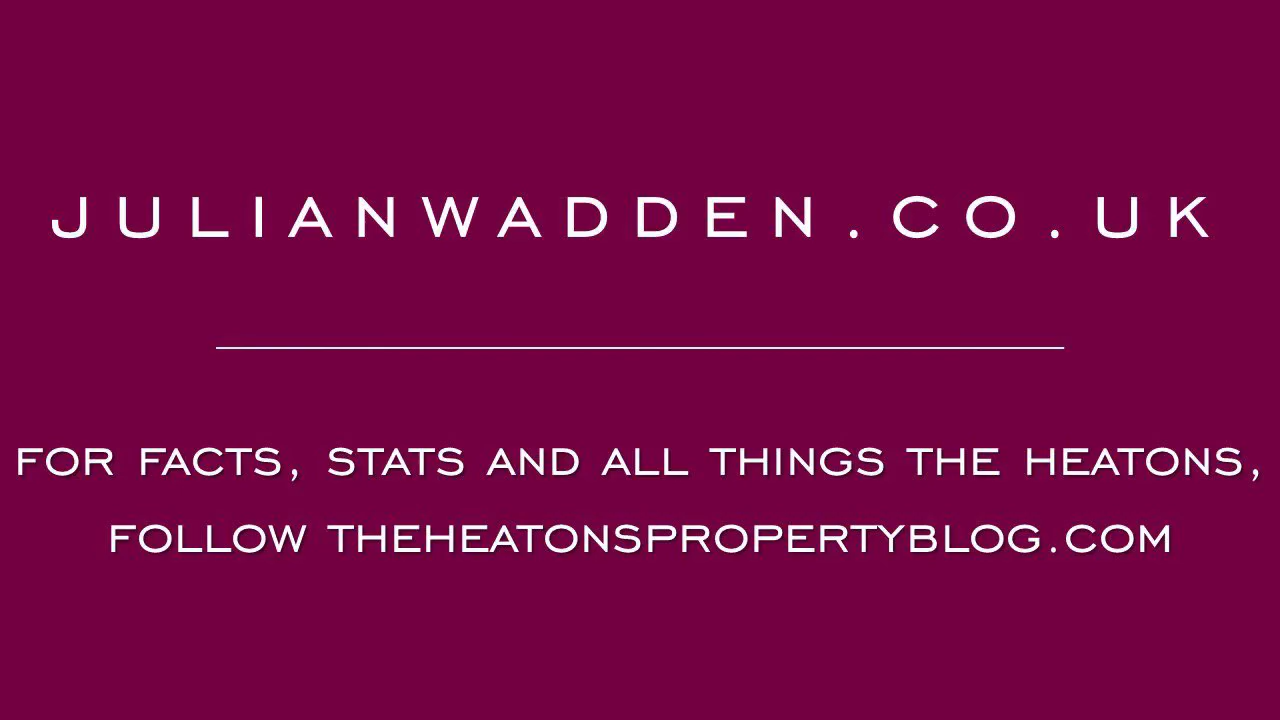 JULIANWADDEN.CO.UK
FOR FACTS, STATS AND ALL THINGS THE HEATONS,
FOLLOW THEHEATONSPROPERTYBLOG.COM